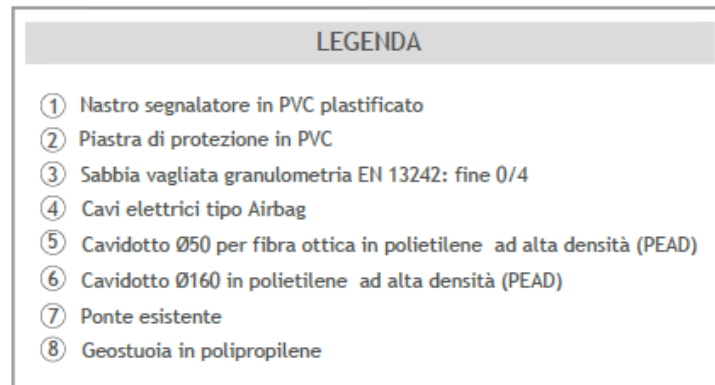 LEGENDA
1 Nastro segnalatore in PVC plastificato
2 Piastra di protezione in PVC
3 Sabbia vagliata granulometria EN 13242: fine 0/4
4 Cavi elettrici tipo Airbag
5 Cavidotto Ø50 per fibra ottica in polietilene ad alta densità (PEAD)
6 Cavidotto Ø160 in polietilene ad alta densità (PEAD)
7 Ponte esistente
8 Geostuoia in polipropilene